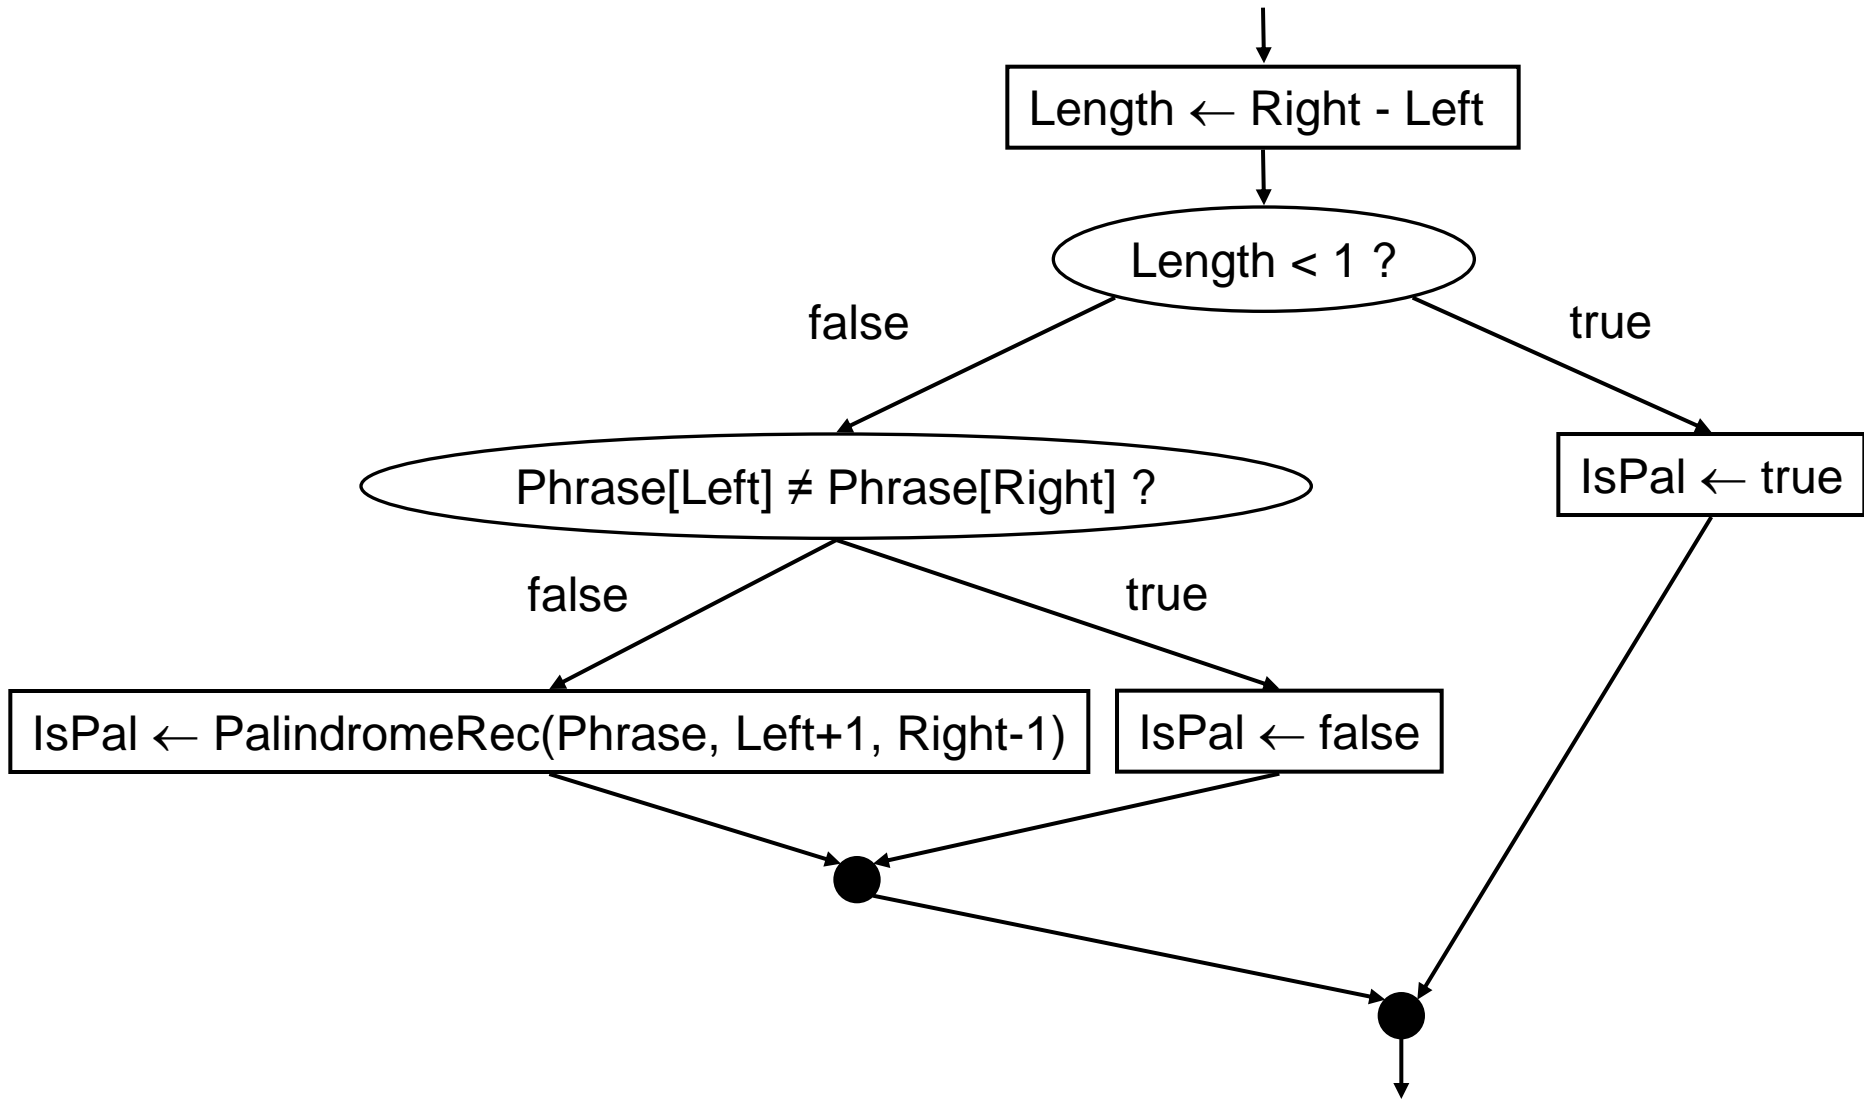 Length ← Right - Left
Length < 1 ?
false
true
Phrase[Left] ≠ Phrase[Right] ?
IsPal ← true
false
true
IsPal ← PalindromeRec(Phrase, Left+1, Right-1)
IsPal ← false